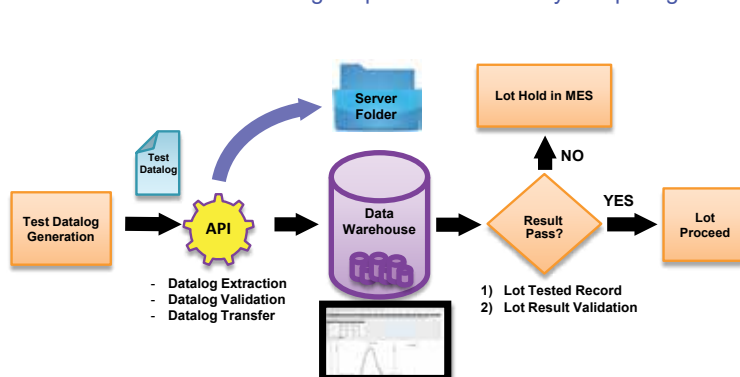 Server
Folder
Lot Hold in MES
Test
Datalog
NO
YES
Test Datalog
Generation
API
Data
Warehouse
Result
Pass?
Lot
Proceed
- Datalog Extraction
- Datalog Validation
- Datalog Transfer
1) Lot Tested Record
2) Lot Result Validation